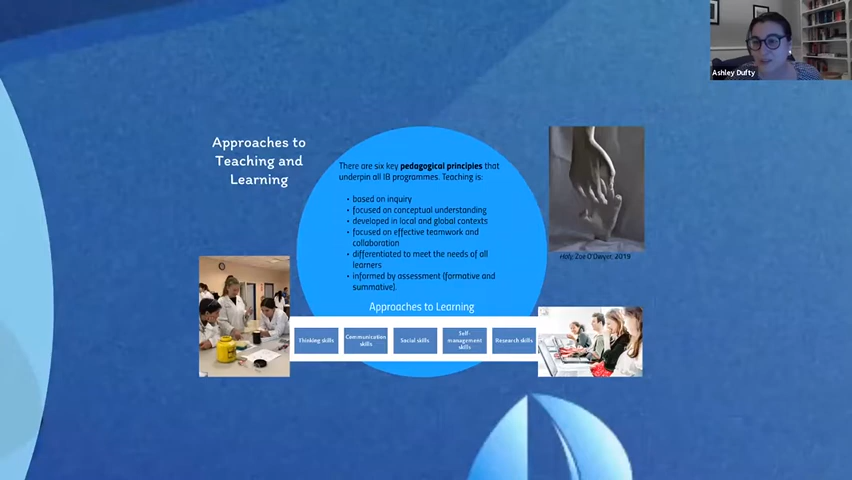 Ashley Dufty
Approaches to
Teaching and
Learning
There are six key pedagogical principles that
underpin all IB programmes. Teaching is:
• based on inquiry
• focused on conceptual understanding
• developed in local and global contexts
• focused on effective teamwork and
collaboration
• differentiated to meet the needs of all
learners
• informed by assessment (formative and
summative).
Zoe O'Dwyer, 2019
Approaches to Learning
Thinking skills
Communication
skills
Social skills
Self-
management
skills
Research skills